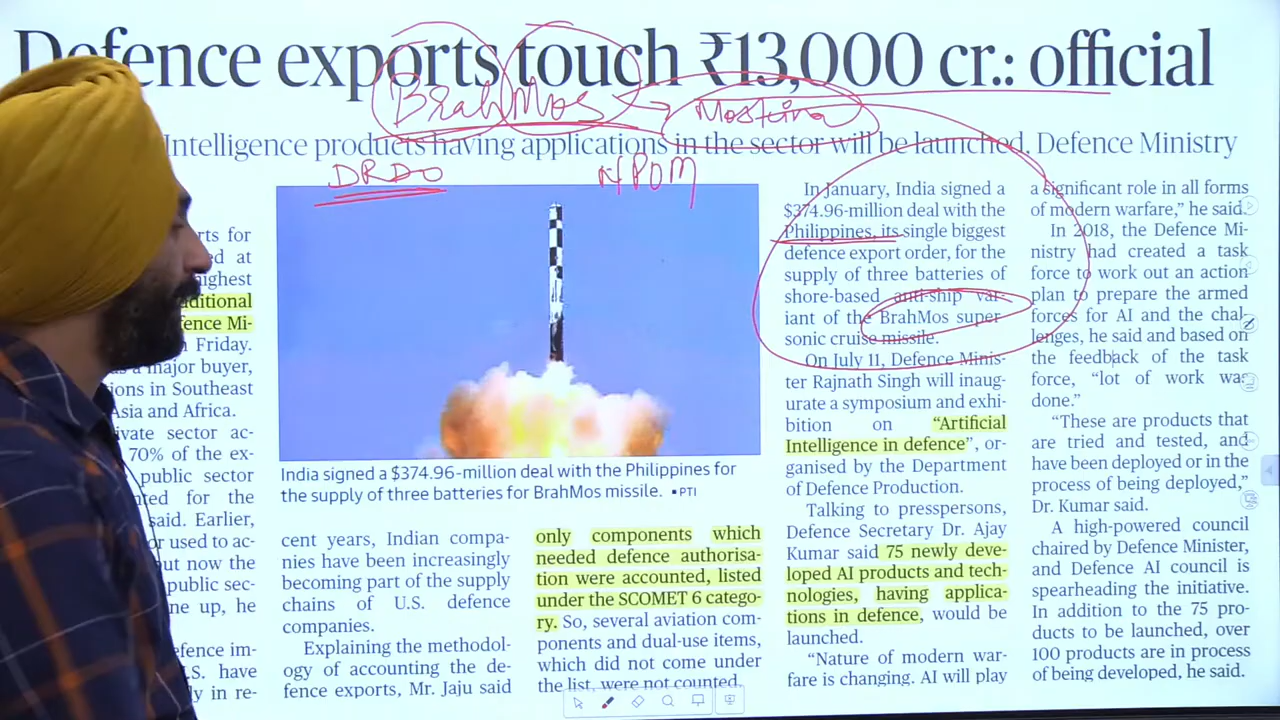 Defence exports touch ₹13,000 cr.: official
BrahMos → Moskva
Intelligence products having applications in the sector will be launched. Defence Ministry
DRDO NPOM
rts for
ed at
ighest
ditional
fence Mi-
Friday.
a major buyer,
ions in Southeast
Asia and Africa.
ivate sector ac-
70% of the ex-
public sector
nted for the
said. Earlier,
or used to ac-
ut now the
public sec-
ne up, he
efence im-
.S. have
ly in re-
India signed a $374.96-million deal with the Philippines for
the supply of three batteries for BrahMos missile. ▪PTI
cent years, Indian compa-
nies have been increasingly
becoming part of the supply
chains of U.S. defence
companies.
Explaining the methodol-
ogy of accounting the de-
fence exports, Mr. Jaju said
only components which
needed defence authorisa-
tion were accounted, listed
under the SCOMET 6 catego-
ry. So, several aviation com-
ponents and dual-use items,
which did not come under
the list, were not counted.
In January, India signed a
$374.96-million deal with the
Philippines, its single biggest
defence export order, for the
supply of three batteries of
shore-based anti-ship var-
iant of the BrahMos super-
sonic cruise missile.
On July 11, Defence Minis-
ter Rajnath Singh will inaug-
urate a symposium and exhi-
bition on “Artificial
Intelligence in defence”, or-
ganised by the Department
of Defence Production.
Talking to presspersons,
Defence Secretary Dr. Ajay
Kumar said 75 newly deve-
loped AI products and tech-
nologies, having applica-
tions in defence, would be
launched.
“Nature of modern war-
fare is changing. AI will play
a significant role in all forms
of modern warfare,” he said.
In 2018, the Defence Mi-
nistry had created a task
force to work out an action
plan to prepare the armed
forces for AI and the chal-
lenges, he said and based on
the feedback of the task
force, “lot of work was
done.”
“These are products that
are tried and tested, and
have been deployed or in the
process of being deployed,”
Dr. Kumar said.
A high-powered council
chaired by Defence Minister,
and Defence AI council is
spearheading the initiative.
In addition to the 75 pro-
ducts to be launched, over
100 products are in process
of being developed, he said.